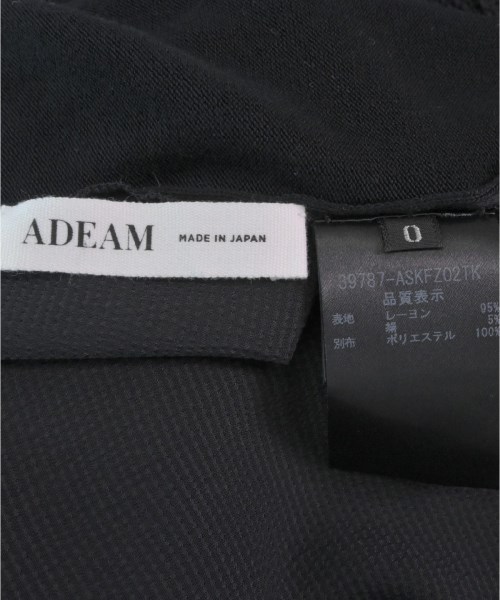 ADEAM MADE IN JAPAN
0
39787-ASKFZ02TK
品質表示
表地 レーヨン 95%
絹 5%
別布 ポリエステル 100%